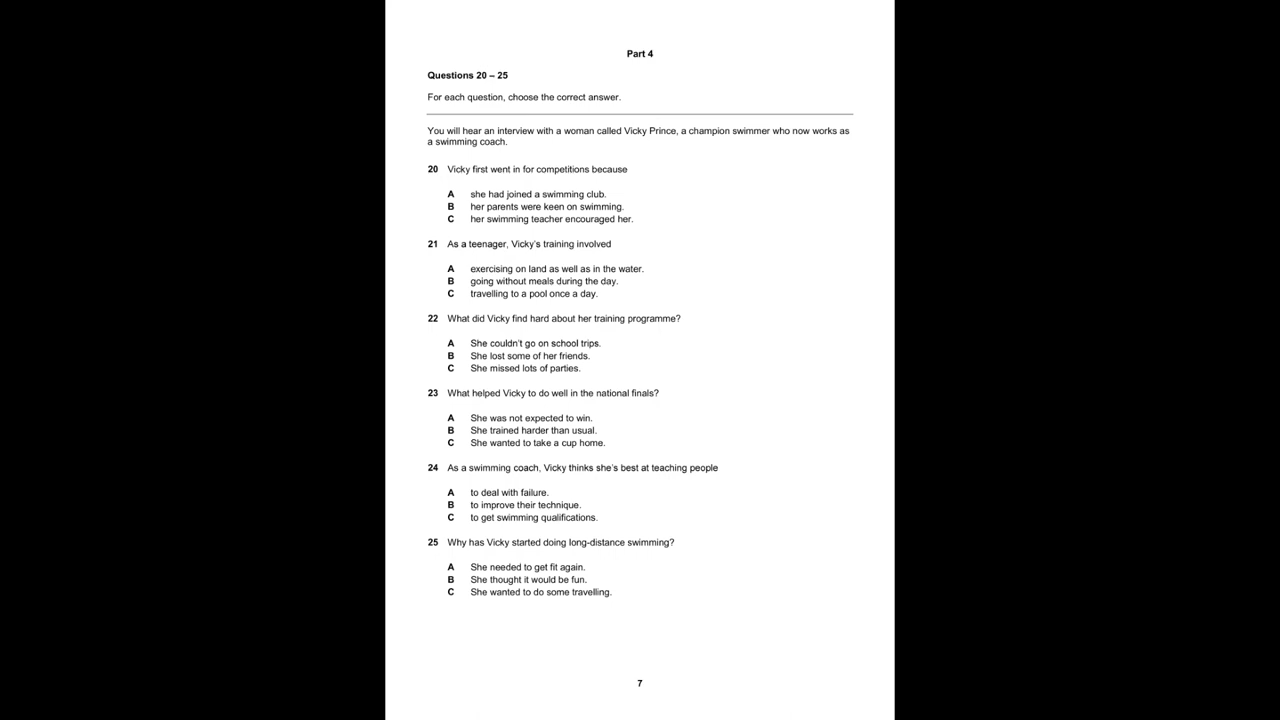 Part 4
Questions 20 – 25
For each question, choose the correct answer.
You will hear an interview with a woman called Vicky Prince, a champion swimmer who now works as
a swimming coach.
20 Vicky first went in for competitions because
A she had joined a swimming club.
B her parents were keen on swimming.
C her swimming teacher encouraged her.
21 As a teenager, Vicky's training involved
A exercising on land as well as in the water.
B going without meals during the day.
C travelling to a pool once a day.
22 What did Vicky find hard about her training programme?
A She couldn't go on school trips.
B She lost some of her friends.
C She missed lots of parties.
23 What helped Vicky to do well in the national finals?
A She was not expected to win.
B She trained harder than usual.
C She wanted to take a cup home.
24 As a swimming coach, Vicky thinks she's best at teaching people
A to deal with failure.
B to improve their technique.
C to get swimming qualifications.
25 Why has Vicky started doing long-distance swimming?
A She needed to get fit again.
B She thought it would be fun.
C She wanted to do some travelling.
7